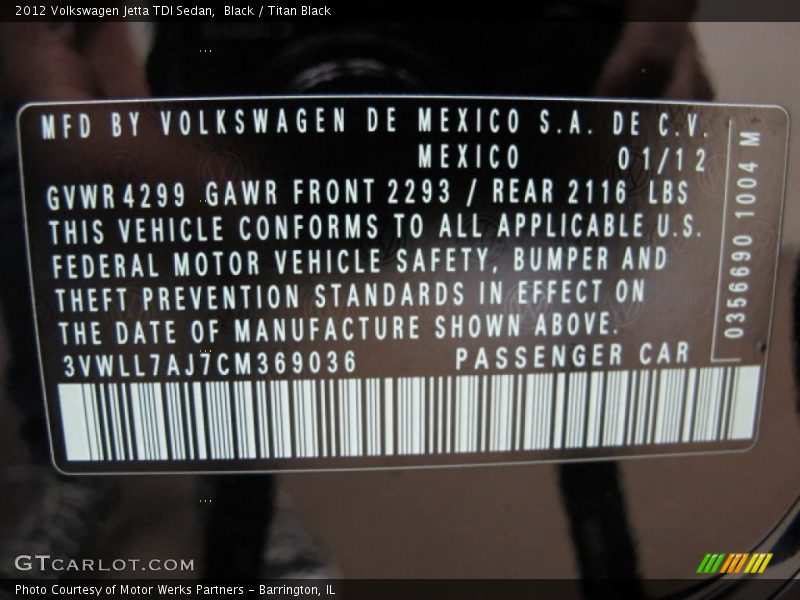 2012 Volkswagen Jetta TDI Sedan,  Black / Titan Black
MFD BY VOLKSWAGEN DE MEXICO S.A. DE C.V.
MEXICO 01/12
GVWR 4299 GAWR FRONT 2293 / REAR 2116 LBS
THIS VEHICLE CONFORMS TO ALL APPLICABLE U.S.
FEDERAL MOTOR VEHICLE SAFETY, BUMPER AND
THEFT PREVENTION STANDARDS IN EFFECT ON
THE DATE OF MANUFACTURE SHOWN ABOVE.
3VWLL7AJ7CM369036 PASSENGER CAR
0356690 1004 M
GTCARLOT.COM
Photo Courtesy of Motor Werks Partners - Barrington, IL